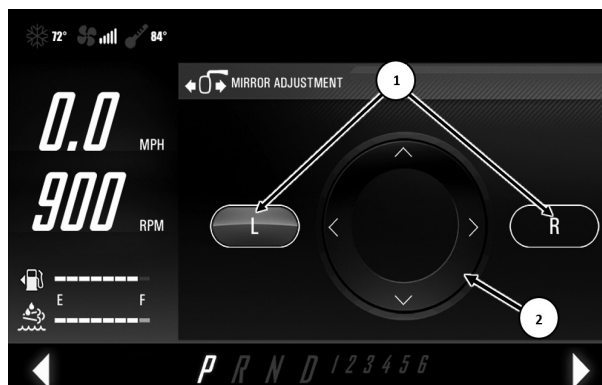 72° 84°
MIRROR ADJUSTMENT
1
0.0 MPH
900 RPM
L R
E F
2
P R N D 1 2 3 4 5 6